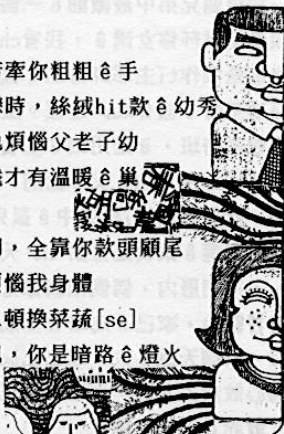 牽你粗粗ê手
時，絲絨hit款ê幼秀
煩惱父老子幼
才有溫暖ê巢
，全靠你款頭顧尾
惱我身體
頓換菜蔬[se]
，你是暗路ê燈火